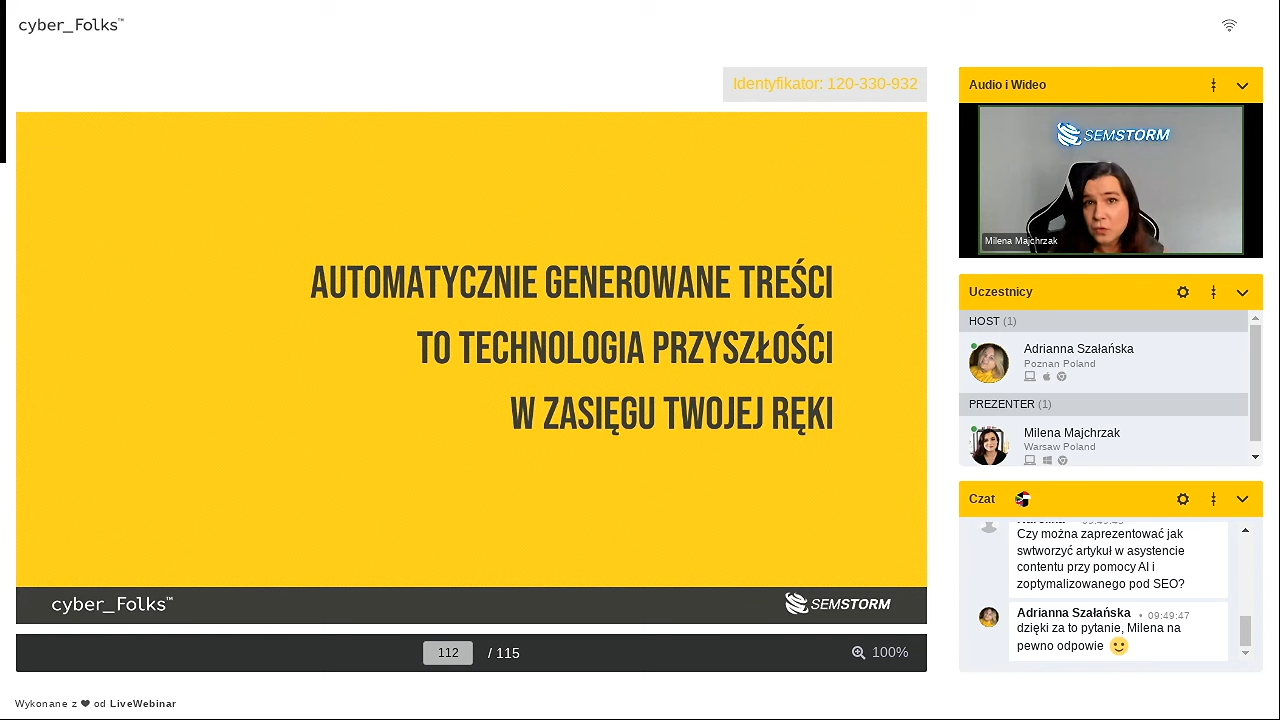 cyber_Folks™
Identyfikator: 120-330-932
AUTOMATYCZNIE GENEROWANE TREŚCI
TO TECHNOLOGIA PRZYSZŁOŚCI
W ZASIĘGU TWOJEJ RĘKI
cyber_Folks™
SEMSTORM
112 / 115
100%
Wykonane z od LiveWebinar
Audio i Wideo
SEMSTORM
Milena Majchrzak
Uczestnicy
HOST (1)
Adrianna Szałańska
Poznan Poland
PREZENTER (1)
Milena Majchrzak
Warsaw Poland
Czat
Czy można zaprezentować jak
swtworzyć artykuł w asystencie
contentu przy pomocy AI i
zoptymalizowanego pod SEO?
Adrianna Szałańska • 09:49:47
dzięki za to pytanie, Milena na
pewno odpowie